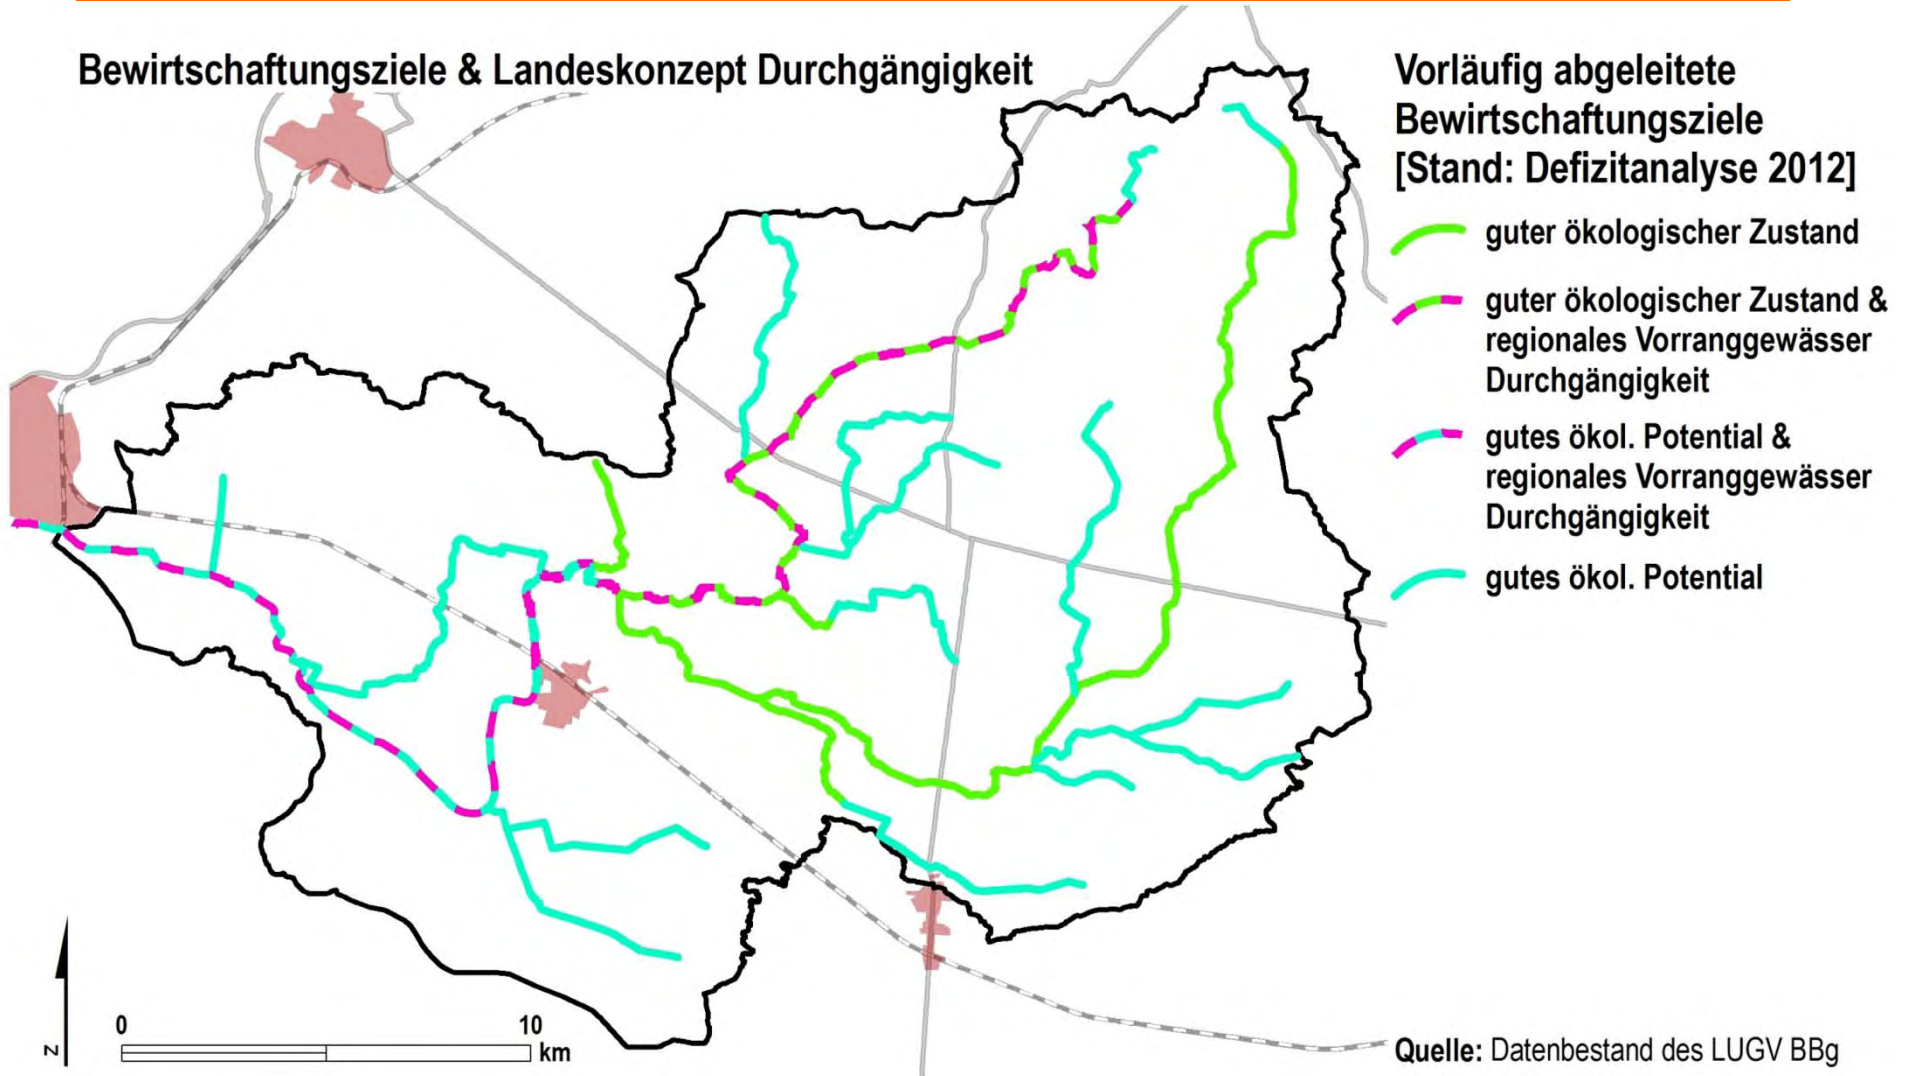 Bewirtschaftungsziele & Landeskonzept Durchgängigkeit
Vorläufig abgeleitete
Bewirtschaftungsziele
[Stand: Defizitanalyse 2012]
guter ökologischer Zustand
guter ökologischer Zustand &
regionales Vorranggewässer
Durchgängigkeit
gutes ökol. Potential &
regionales Vorranggewässer
Durchgängigkeit
gutes ökol. Potential
N
0 10
km
Quelle: Datenbestand des LUGV BBg